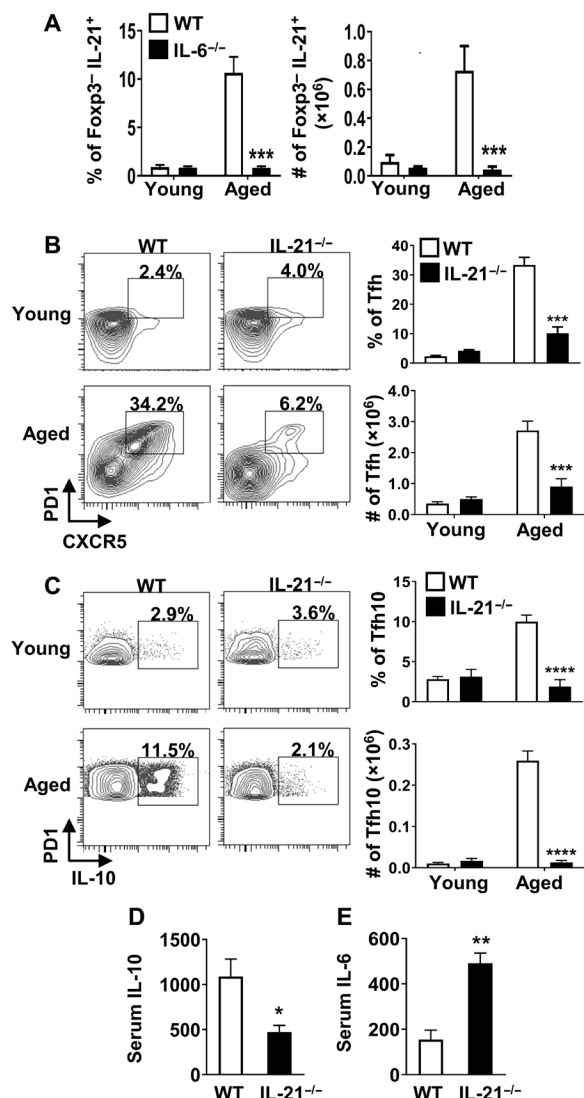 A
WT
IL-6–/–
% of Foxp3– IL-21+
15
10
5
0
Young
Aged
***
# of Foxp3– IL-21+
(×10⁶)
1.0
0.8
0.6
0.4
0.2
0.0
Young
Aged
***
B
WT
IL-21–/–
Young
2.4%
4.0%
Aged
34.2%
6.2%
PD1
CXCR5
WT
IL-21–/–
% of Tfh
40
30
20
10
0
***
# of Tfh (×10⁶)
4.0
3.0
2.0
1.0
0.0
***
Young
Aged
C
WT
IL-21–/–
Young
2.9%
3.6%
Aged
11.5%
2.1%
PD1
IL-10
WT
IL-21–/–
% of Tfh10
15
10
5
0
****
# of Tfh10 (×10⁶)
0.3
0.2
0.1
0.0
****
Young
Aged
D
Serum IL-10
1500
1000
500
0
*
WT
IL-21–/–
E
Serum IL-6
600
400
200
0
**
WT
IL-21–/–